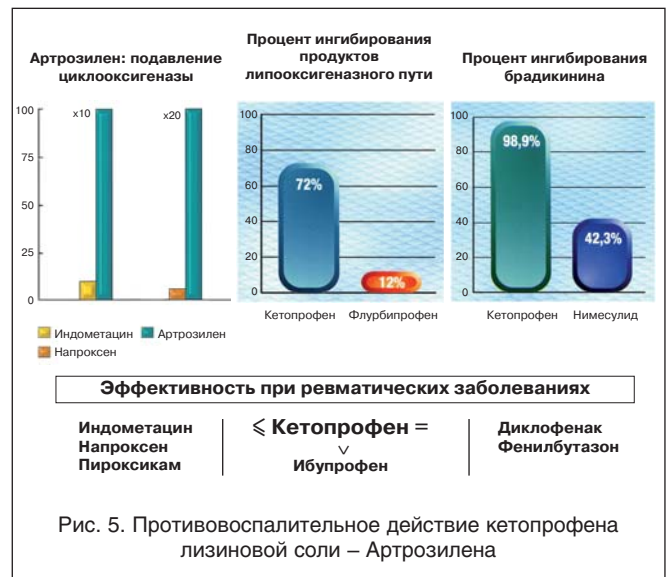 Артрозилен: подавление
циклооксигеназы
100
75
50
25
0
x10
x20
Индометацин
Артрозилен
Напроксен
Процент ингибирования
продуктов
липооксигеназного пути
100
80
60
40
20
0
72%
12%
Кетопрофен
Флурбипрофен
Процент ингибирования
брадикинина
100
80
60
40
20
0
98,9%
42,3%
Кетопрофен
Нимесулид
Эффективность при ревматических заболеваниях
Индометацин
Напроксен
Пироксикам
⩽ Кетопрофен =
˅
Ибупрофен
Диклофенак
Фенилбутазон
Рис. 5. Противовоспалительное действие кетопрофена
лизиновой соли – Артрозилена